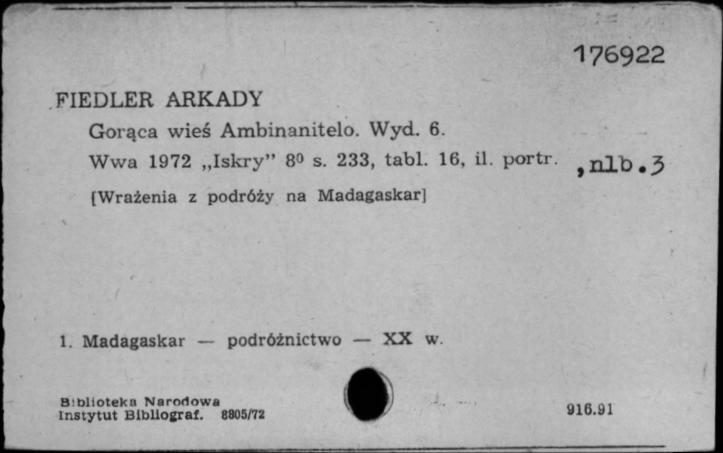 176922
FIEDLER ARKADY
Gorąca wieś Ambinanitelo. Wyd. 6.
Wwa 1972 „Iskry” 8⁰ s. 233, tabl. 16, il. portr. ,nlb.3
[Wrażenia z podróży na Madagaskar]
1. Madagaskar — podróżnictwo — XX w.
Biblioteka Narodowa
Instytut Bibliograf. 8805/72
916.91